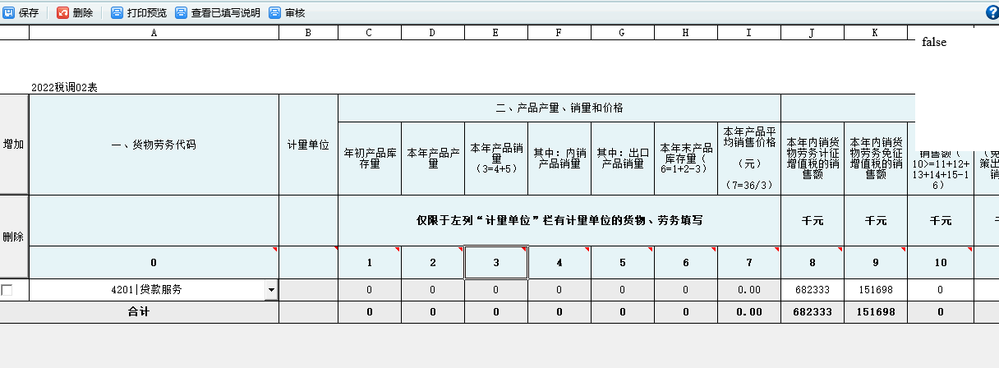 保存 删除 打印预览 查看已填写说明 审核
A B C D E F G H I J K
false
2022税调02表
增加
一、货物劳务代码
计量单位
二、产品产量、销量和价格
年初产品库
存量
本年产品产
量
本年产品销
量
(3=4+5)
其中: 内销
产品销量
其中: 出口
产品销量
本年末产品
库存量(
6=1+2-3)
本年产品平
均销售价格
(元)
(7=36/3)
本年内销货
物劳务计征
增值税的销
售额
本年内销货
物劳务免征
增值税的销
售额
销售额(
10>=11+12+
13+14+15-1
6)
(免
策出
销
删除
仅限于左列“计量单位”栏有计量单位的货物、劳务填写
千元 千元 千元
0 1 2 3 4 5 6 7 8 9 10
4201|贷款服务 0 0 0 0 0 0 0.00 682333 151698 0
合计 0 0 0 0 0 0 0.00 682333 151698 0